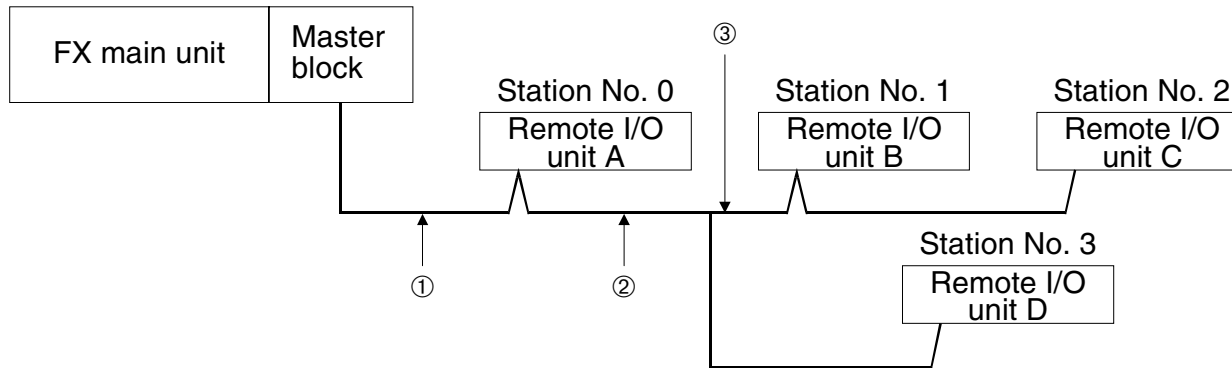 FX main unit
Master
block
③
Station No. 0
Remote I/O
unit A
Station No. 1
Remote I/O
unit B
Station No. 2
Remote I/O
unit C
①
②
Station No. 3
Remote I/O
unit D